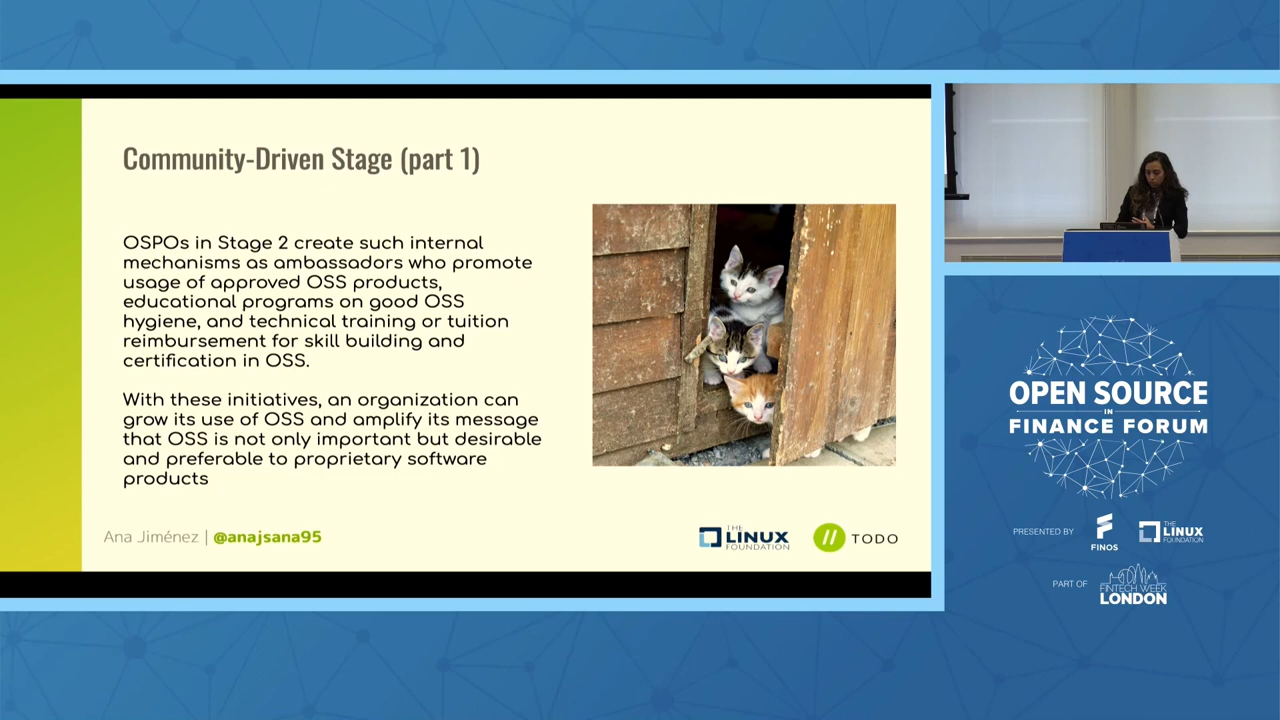 Community-Driven Stage (part 1)
OSPOs in Stage 2 create such internal
mechanisms as ambassadors who promote
usage of approved OSS products,
educational programs on good OSS
hygiene, and technical training or tuition
reimbursement for skill building and
certification in OSS.
With these initiatives, an organization can
grow its use of OSS and amplify its message
that OSS is not only important but desirable
and preferable to proprietary software
products
Ana Jiménez | @anajsana95
THE
LINUX
FOUNDATION
TODO
OPEN SOURCE
IN
FINANCE FORUM
PRESENTED BY
FINOS
THE
LINUX
FOUNDATION
PART OF
FINTECH WEEK
LONDON